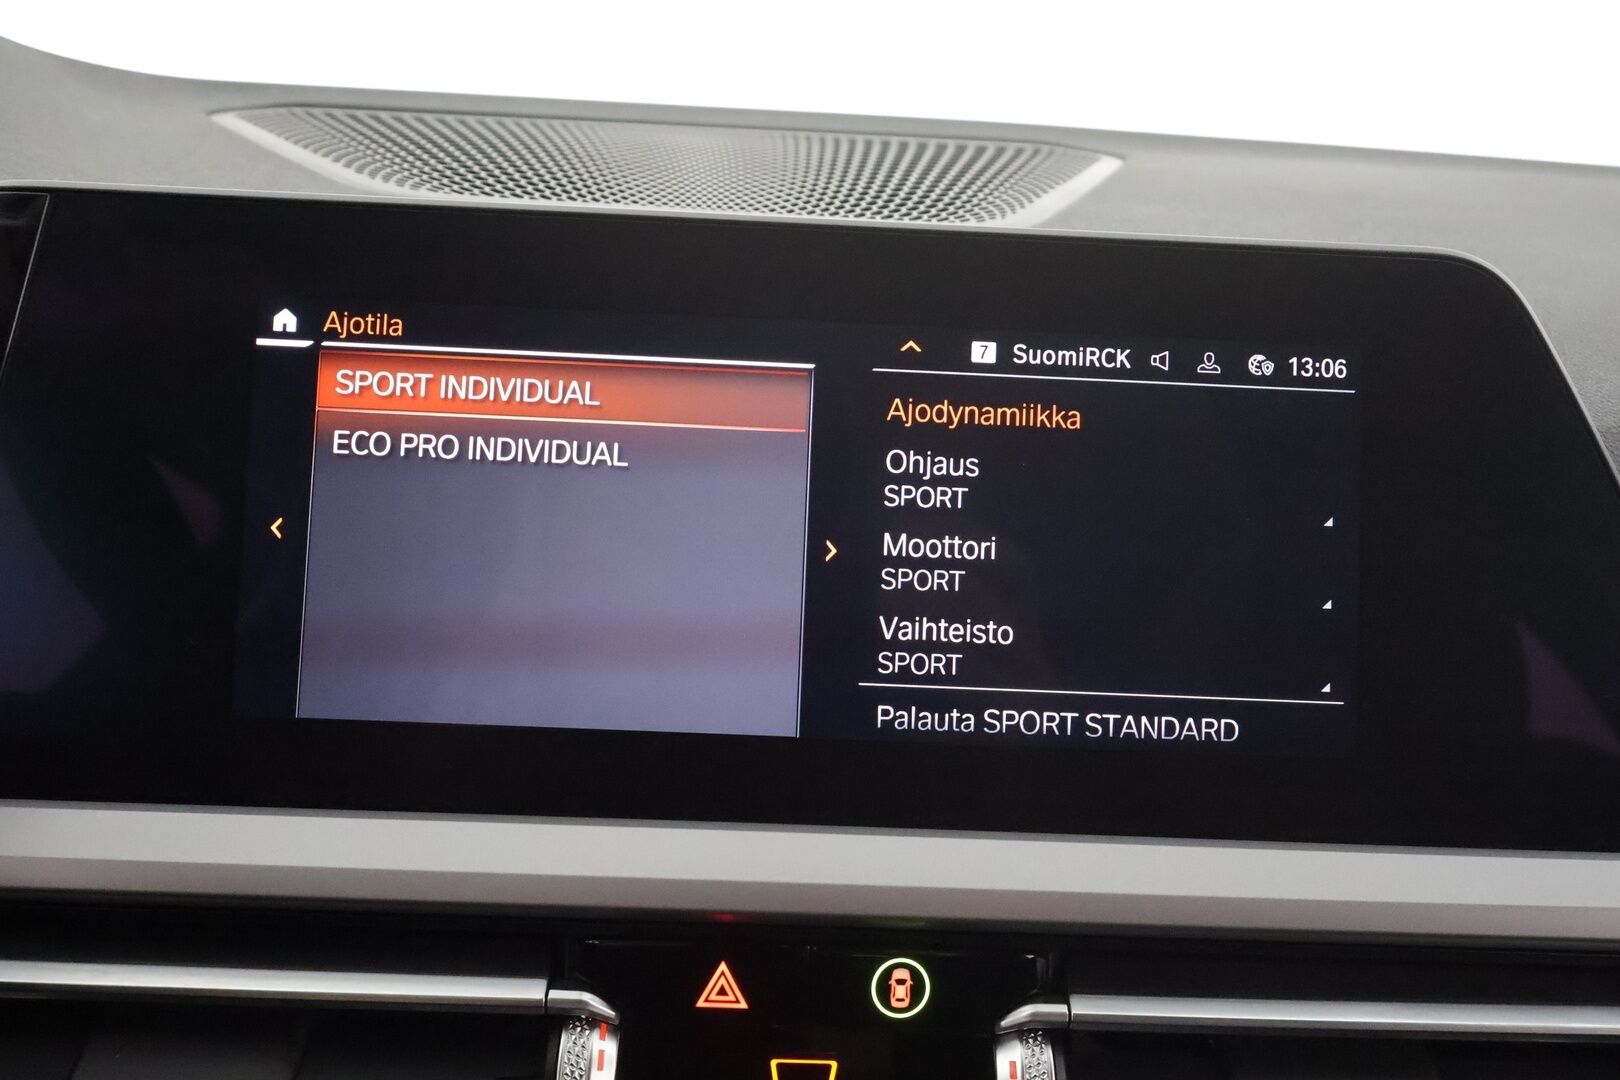 Ajotila
SPORT INDIVIDUAL
ECO PRO INDIVIDUAL
7 SuomiRCK 13:06
Ajodynamiikka
Ohjaus
SPORT
Moottori
SPORT
Vaihteisto
SPORT
Palauta SPORT STANDARD